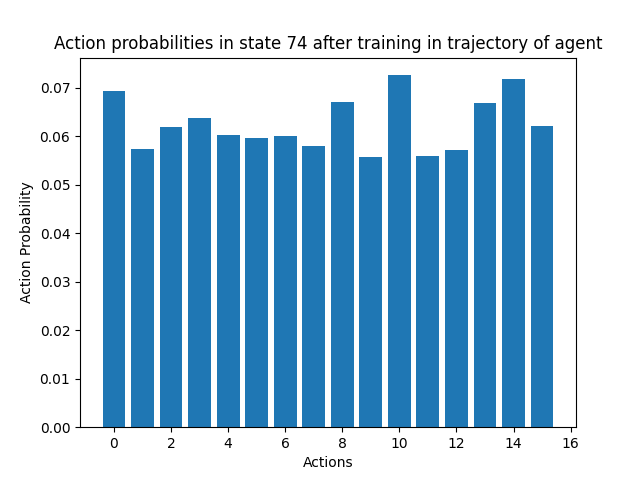 Action probabilities in state 74 after training in trajectory of agent
0.07
0.06
0.05
0.04
0.03
0.02
0.01
0.00
Action Probability
0 2 4 6 8 10 12 14 16
Actions